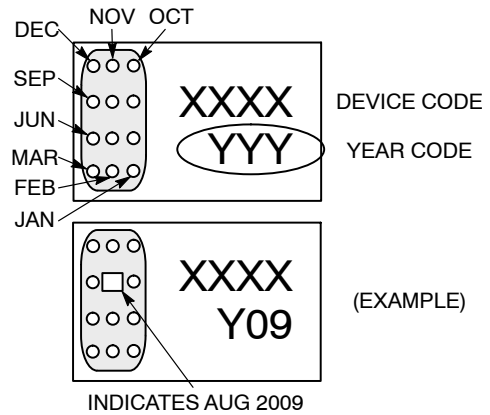 NOV OCT
DEC
SEP
XXXX DEVICE CODE
JUN
YYY YEAR CODE
MAR
FEB
JAN
XXXX
(EXAMPLE)
Y09
INDICATES AUG 2009